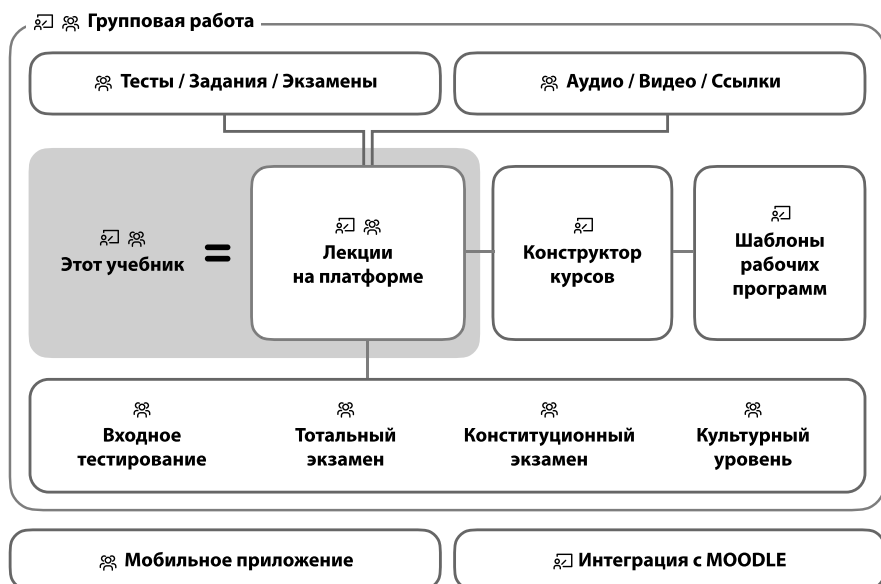 Групповая работа
Тесты / Задания / Экзамены
Аудио / Видео / Ссылки
Этот учебник
=
Лекции
на платформе
Конструктор
курсов
Шаблоны
рабочих
программ
Входное
тестирование
Тотальный
экзамен
Конституционный
экзамен
Культурный
уровень
Мобильное приложение
Интеграция с MOODLE